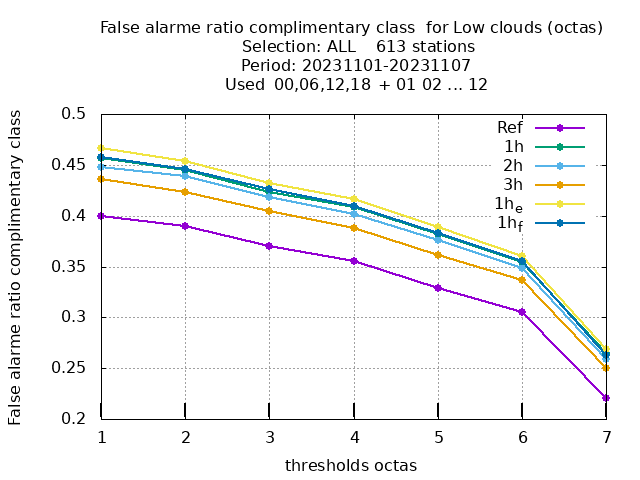 False alarme ratio complimentary class  for Low clouds (octas)
Selection: ALL    613 stations
Period: 20231101-20231107
Used  00,06,12,18 + 01 02 ... 12
False alarme ratio complimentary class
0.5
0.45
0.4
0.35
0.3
0.25
0.2
Ref
1h
2h
3h
1he
1hf
1 2 3 4 5 6 7
thresholds octas